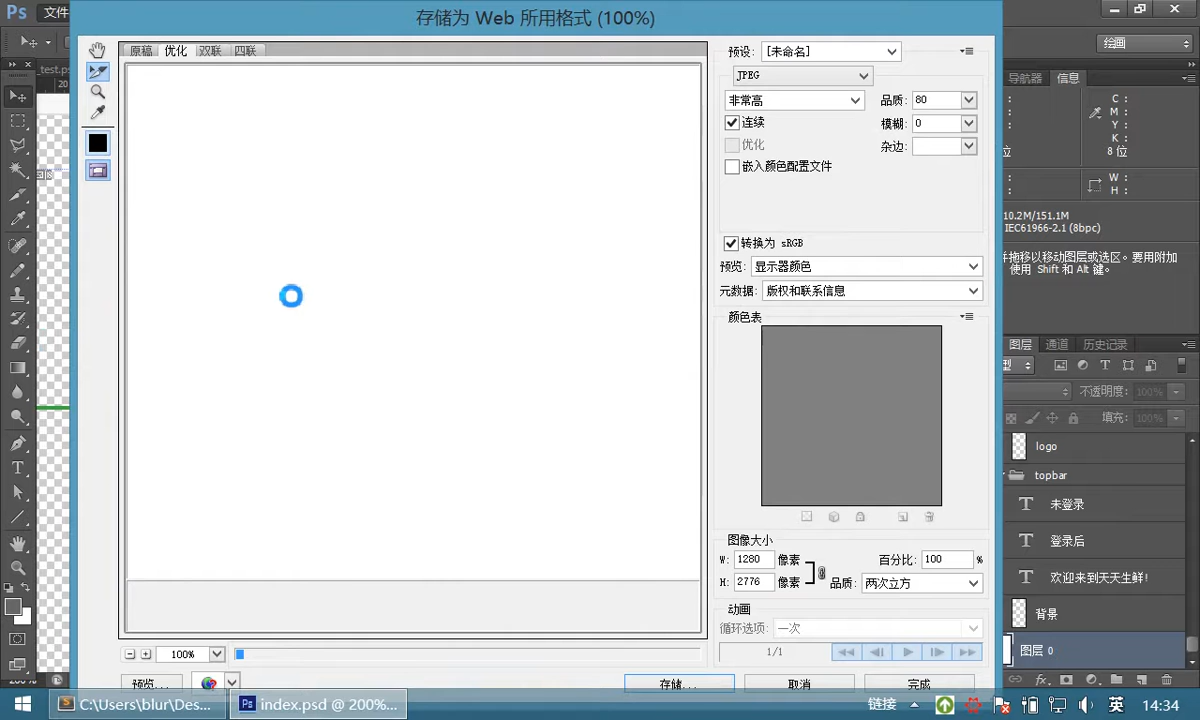 Ps 文件
存储为 Web 所用格式 (100%)
绘画
原稿 优化 双联 四联
预设: [未命名]
JPEG
非常高
品质: 80
连续
模糊: 0
优化
杂边:
嵌入颜色配置文件
转换为 sRGB
预览: 显示器颜色
元数据: 版权和联系信息
颜色表
图像大小
W: 1280 像素
百分比: 100 %
H: 2776 像素
品质: 两次立方
动画
循环选项: 一次
1/1
100%
预览...
存储...
取消
完成
_test.ps
20
导航器 信息
C :
M :
Y :
K :
8 位
位
W :
H :
10.2M/151.1M
IEC61966-2.1 (8bpc)
并拖移以移动图层或选区。要用附加
使用 Shift 和 Alt 键。
图层 通道 历史记录
型
不透明度: 100%
填充: 100%
logo
topbar
未登录
登录后
欢迎来到天天生鲜!
背景
图层 0
fx
C:\Users\blur\Des...
Ps index.psd @ 200%...
链接
英
14:34